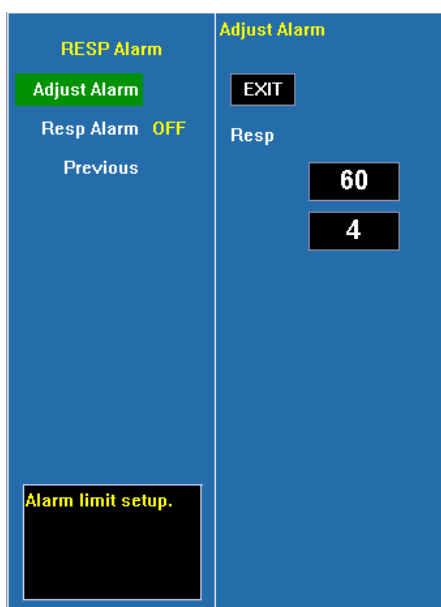 RESP Alarm
Adjust Alarm
Resp Alarm OFF
Previous
Alarm limit setup.
Adjust Alarm
EXIT
Resp
60
4